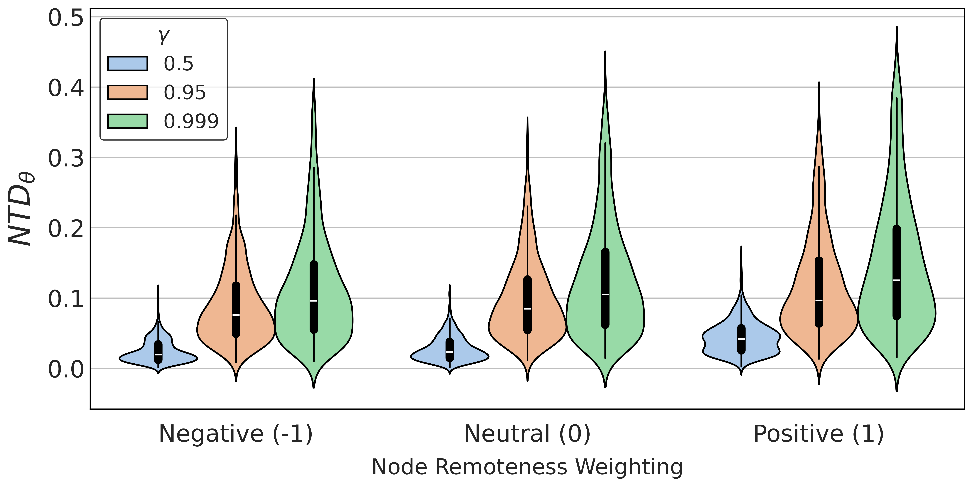 γ
0.5
0.95
0.999
0.5
0.4
0.3
0.2
0.1
0.0
NTD_θ
Negative (-1)
Neutral (0)
Positive (1)
Node Remoteness Weighting